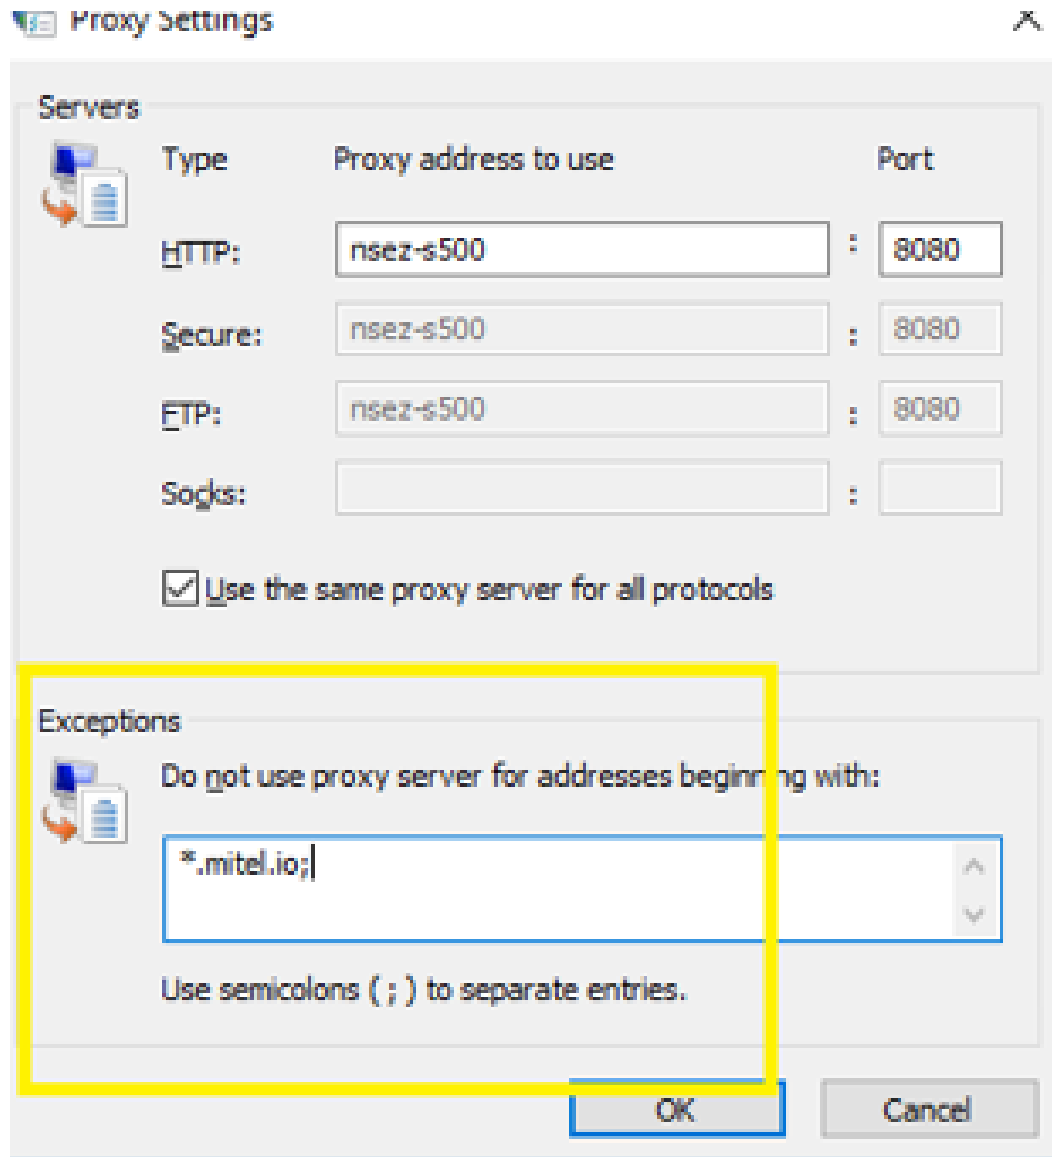 Proxy Settings
Servers
Type Proxy address to use Port
HTTP: nsez-s500 : 8080
Secure: nsez-s500 : 8080
FTP: nsez-s500 : 8080
Socks: :
Use the same proxy server for all protocols
Exceptions
Do not use proxy server for addresses beginning with:
*.mitel.io;
Use semicolons ( ; ) to separate entries.
OK Cancel